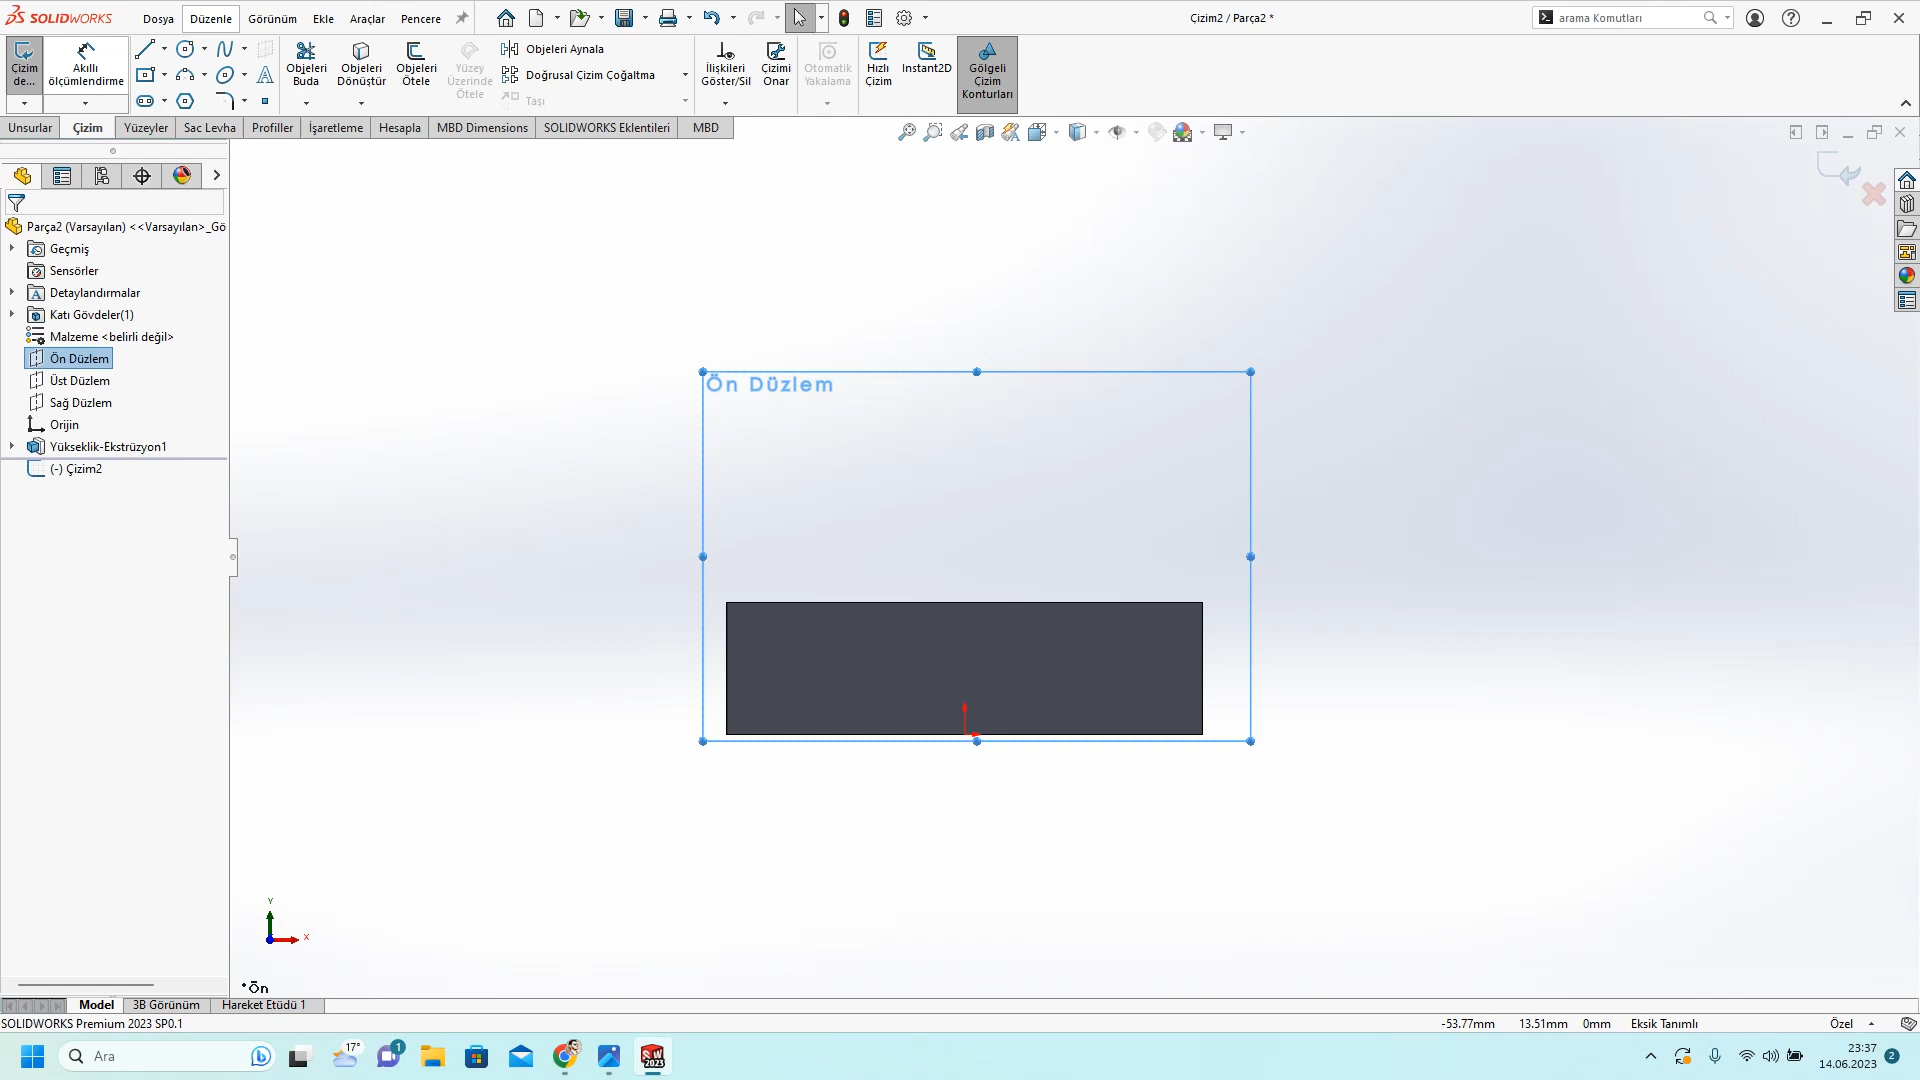 SOLIDWORKS
Dosya
Düzenle
Görünüm
Ekle
Araçlar
Pencere
Çizim2 / Parça2 *
arama Komutları
Çizim
de...
Akıllı
ölçümlendirme
Objeleri
Buda
Objeleri
Dönüştür
Objeleri
Ötele
Yüzey
Üzerinde
Ötele
Objeleri Aynala
Doğrusal Çizim Çoğaltma
Taşı
İlişkileri
Göster/Sil
Çizimi
Onar
Otomatik
Yakalama
Hızlı
Çizim
Instant2D
Gölgeli
Çizim
Konturları
Unsurlar
Çizim
Yüzeyler
Sac Levha
Profiller
İşaretleme
Hesapla
MBD Dimensions
SOLIDWORKS Eklentileri
MBD
Parça2 (Varsayılan) <<Varsayılan>_Gö
Geçmiş
Sensörler
Detaylandırmalar
Katı Gövdeler(1)
Malzeme <belirli değil>
Ön Düzlem
Üst Düzlem
Sağ Düzlem
Orijin
Yükseklik-Ekstrüzyon1
(-) Çizim2
Ön Düzlem
Y
X
*Ön
Model
3B Görünüm
Hareket Etüdü 1
SOLIDWORKS Premium 2023 SP0.1
-53.77mm
13.51mm
0mm
Eksik Tanımlı
Özel
Ara
17°
1
2023
23:37
14.06.2023
2